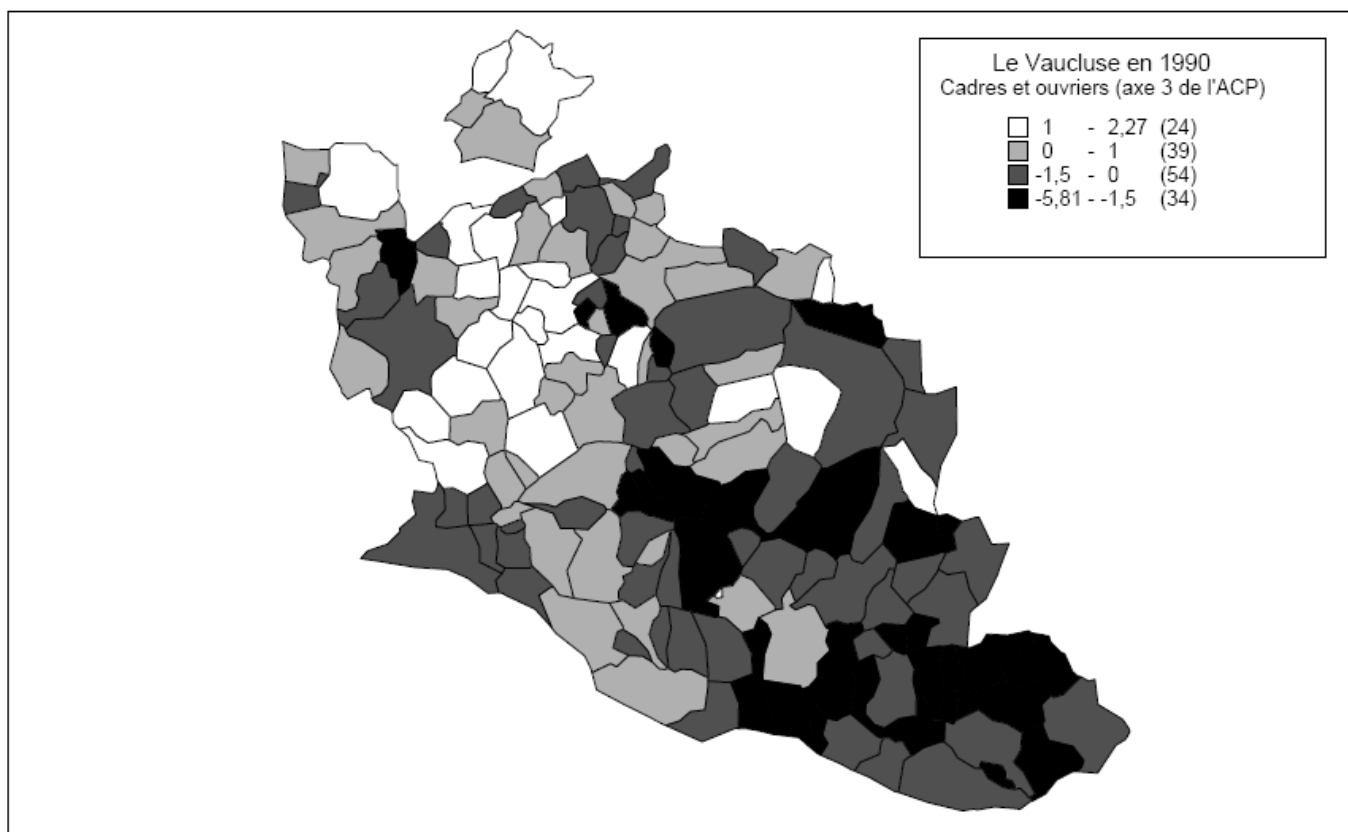 Le Vaucluse en 1990
Cadres et ouvriers (axe 3 de l'ACP)
1 - 2,27 (24)
0 - 1 (39)
-1,5 - 0 (54)
-5,81 - -1,5 (34)